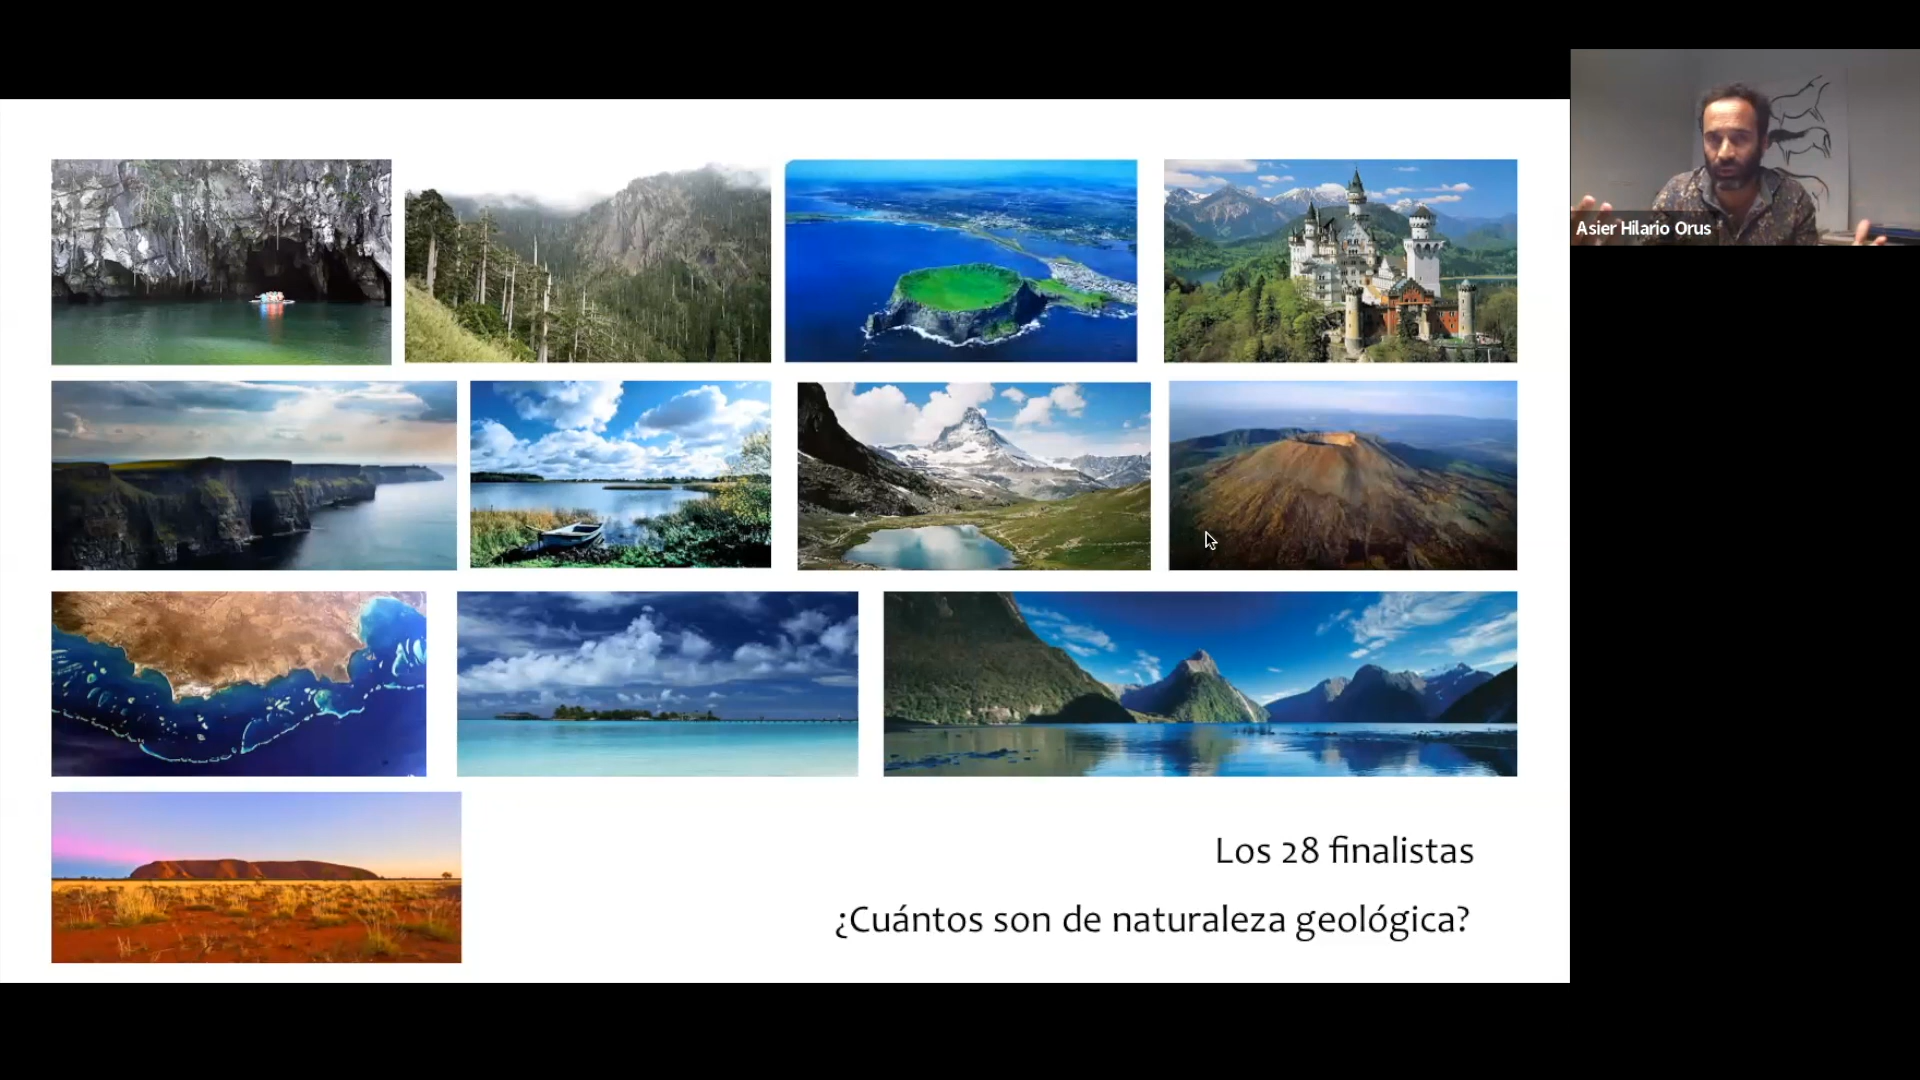 Asier Hilario Orus
Los 28 finalistas
¿Cuántos son de naturaleza geológica?